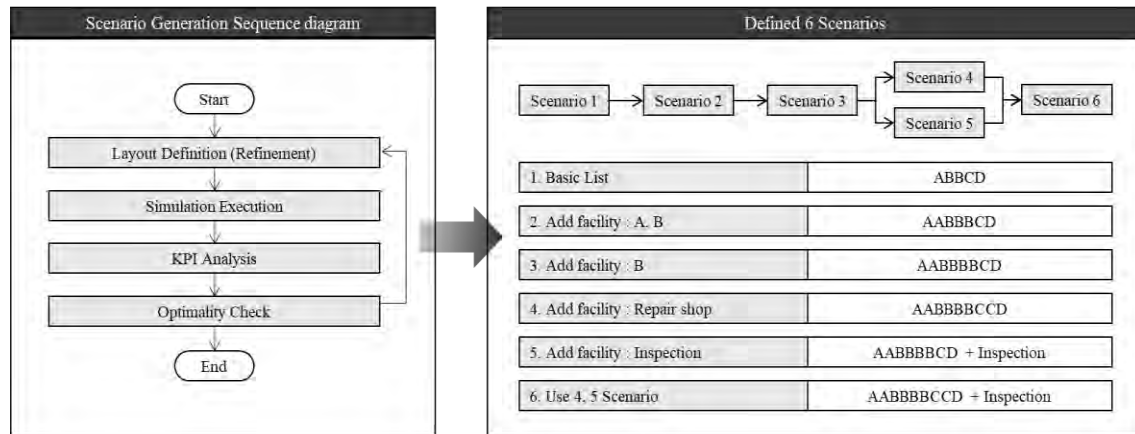 Scenario Generation Sequence diagram
Start
Layout Definition (Refinement)
Simulation Execution
KPI Analysis
Optimality Check
End
Defined 6 Scenarios
Scenario 1
Scenario 2
Scenario 3
Scenario 4
Scenario 5
Scenario 6
1. Basic List
ABBCD
2. Add facility : A, B
AABBBCD
3. Add facility : B
AABBBBCD
4. Add facility : Repair shop
AABBBBCCD
5. Add facility : Inspection
AABBBBCD + Inspection
6. Use 4, 5 Scenario
AABBBBCCD + Inspection